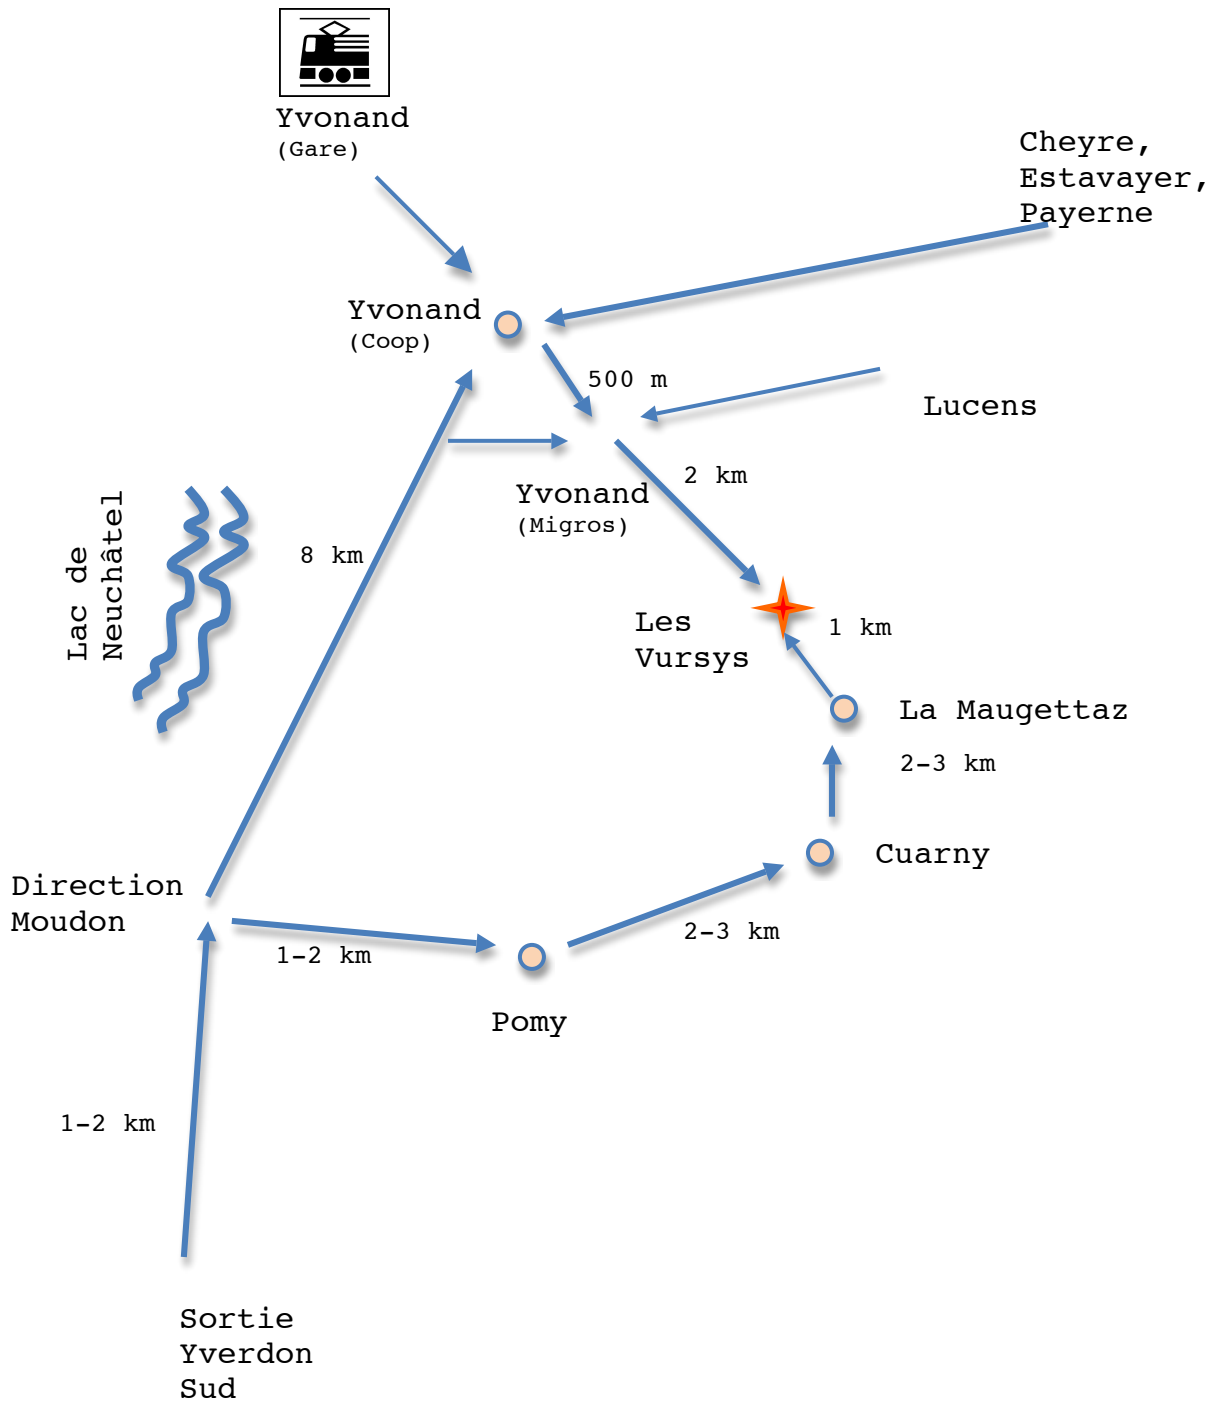 Yvonand
(Gare)
Cheyre,
Estavayer,
Payerne
Yvonand
(Coop)
500 m
Lucens
2 km
Yvonand
(Migros)
Lac de
Neuchâtel
8 km
Les
Vursys
1 km
La Maugettaz
2-3 km
Cuarny
Direction
Moudon
2-3 km
1-2 km
Pomy
1-2 km
Sortie
Yverdon
Sud